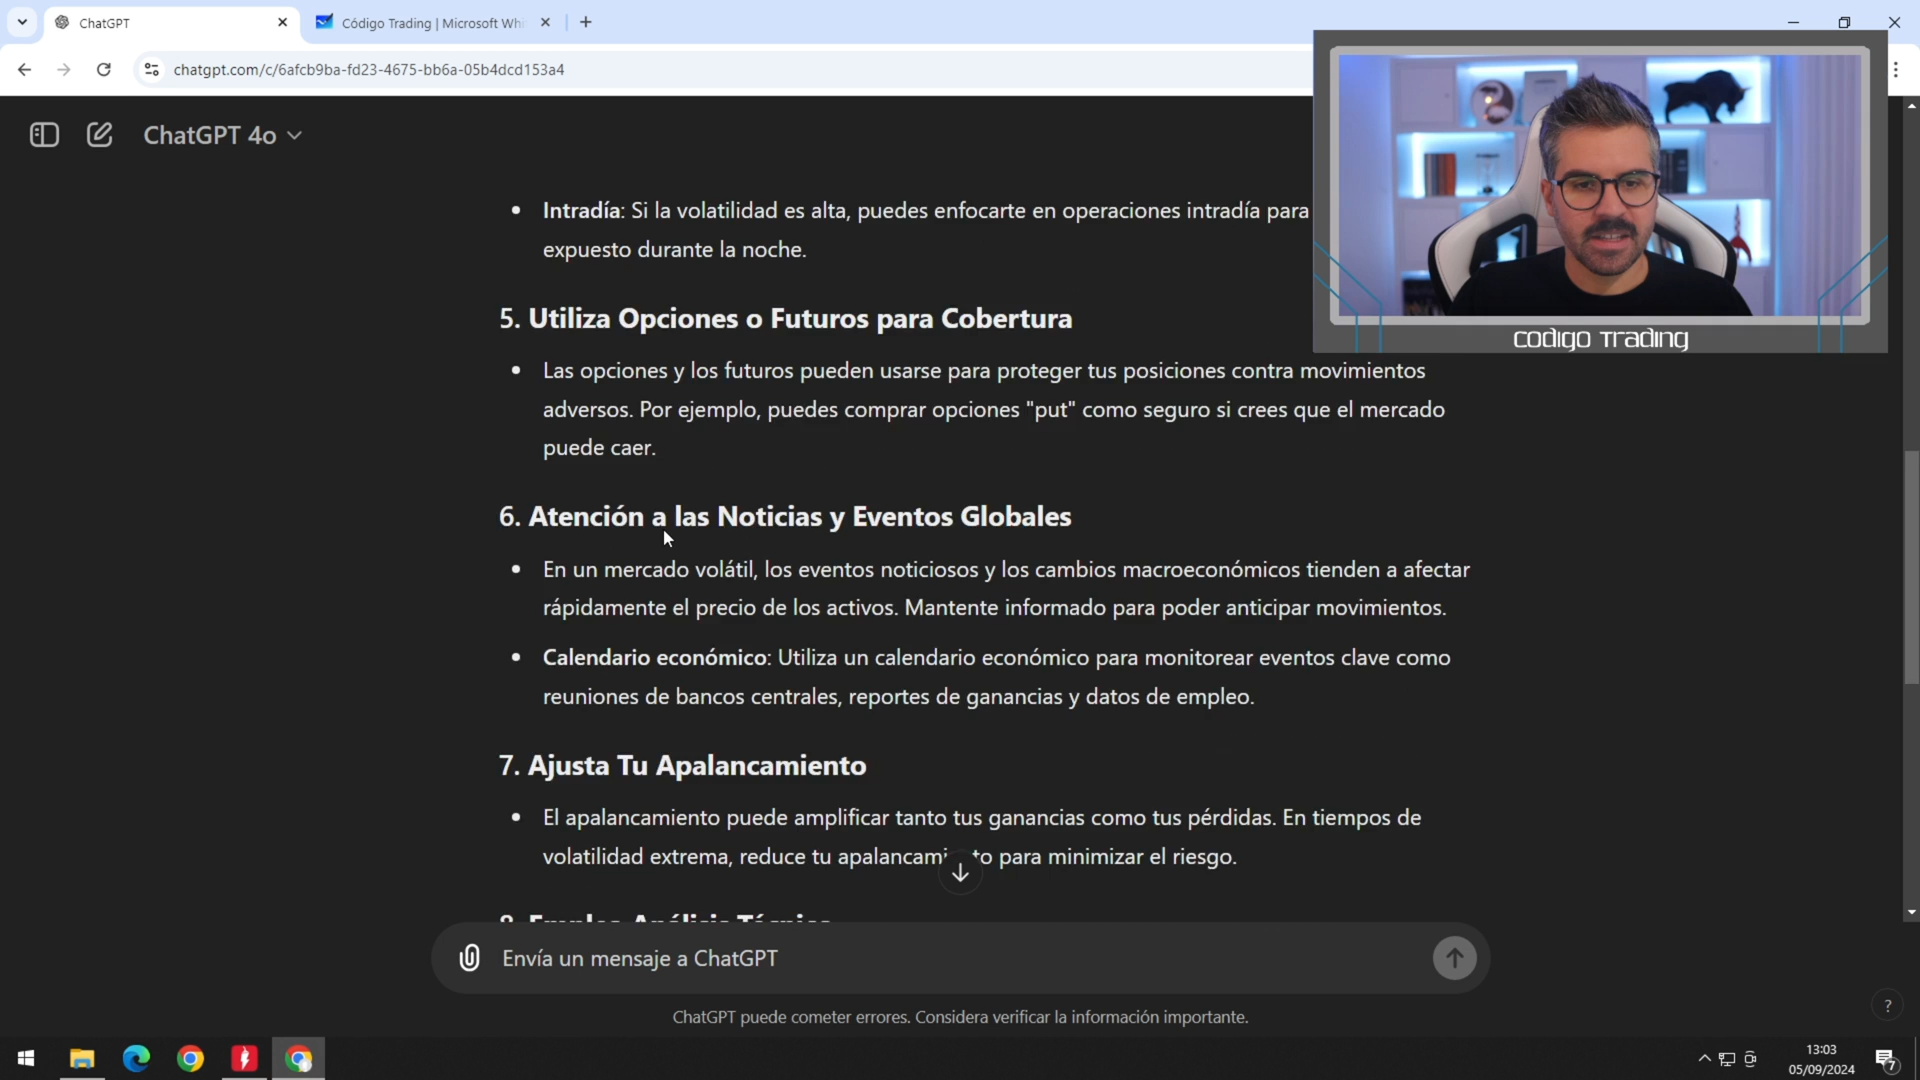 ChatGPT
Código Trading | Microsoft Whi
chatgpt.com/c/6afcb9ba-fd23-4675-bb6a-05b4dcd153a4
ChatGPT 4o
• Intradía: Si la volatilidad es alta, puedes enfocarte en operaciones intradía para
expuesto durante la noche.
codigo Trading
5. Utiliza Opciones o Futuros para Cobertura
• Las opciones y los futuros pueden usarse para proteger tus posiciones contra movimientos
adversos. Por ejemplo, puedes comprar opciones "put" como seguro si crees que el mercado
puede caer.
6. Atención a las Noticias y Eventos Globales
• En un mercado volátil, los eventos noticiosos y los cambios macroeconómicos tienden a afectar
rápidamente el precio de los activos. Mantente informado para poder anticipar movimientos.
• Calendario económico: Utiliza un calendario económico para monitorear eventos clave como
reuniones de bancos centrales, reportes de ganancias y datos de empleo.
7. Ajusta Tu Apalancamiento
• El apalancamiento puede amplificar tanto tus ganancias como tus pérdidas. En tiempos de
volatilidad extrema, reduce tu apalancamiento para minimizar el riesgo.
8. Emplea Análisis Técnico
Envía un mensaje a ChatGPT
ChatGPT puede cometer errores. Considera verificar la información importante.
?
13:03
05/09/2024
7